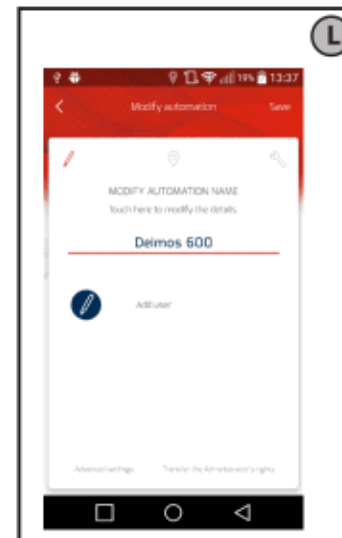 L
19% 13:37
Modify automation Save
MODIFY AUTOMATION NAME
Touch here to modify the details
Deimos 600
Add user
Advanced settings Transfer the Administrator's rights